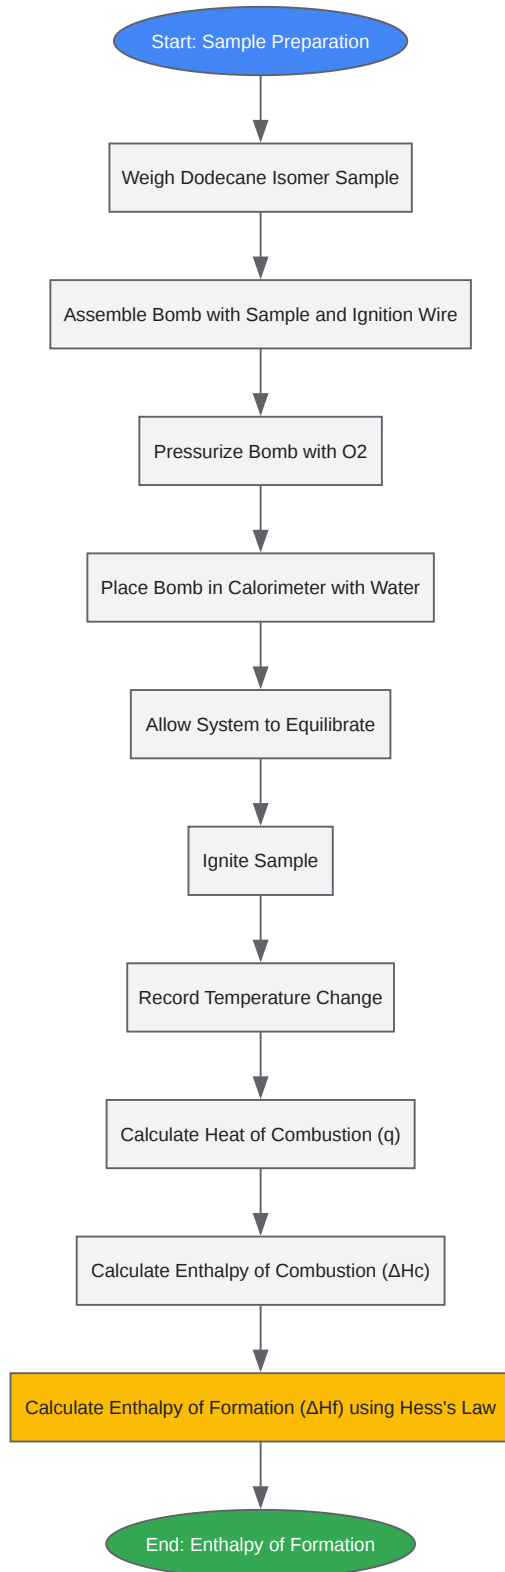 Start: Sample Preparation
Weigh Dodecane Isomer Sample
Assemble Bomb with Sample and Ignition Wire
Pressurize Bomb with O2
Place Bomb in Calorimeter with Water
Allow System to Equilibrate
Ignite Sample
Record Temperature Change
Calculate Heat of Combustion (q)
Calculate Enthalpy of Combustion (ΔHc)
Calculate Enthalpy of Formation (ΔHf) using Hess's Law
End: Enthalpy of Formation